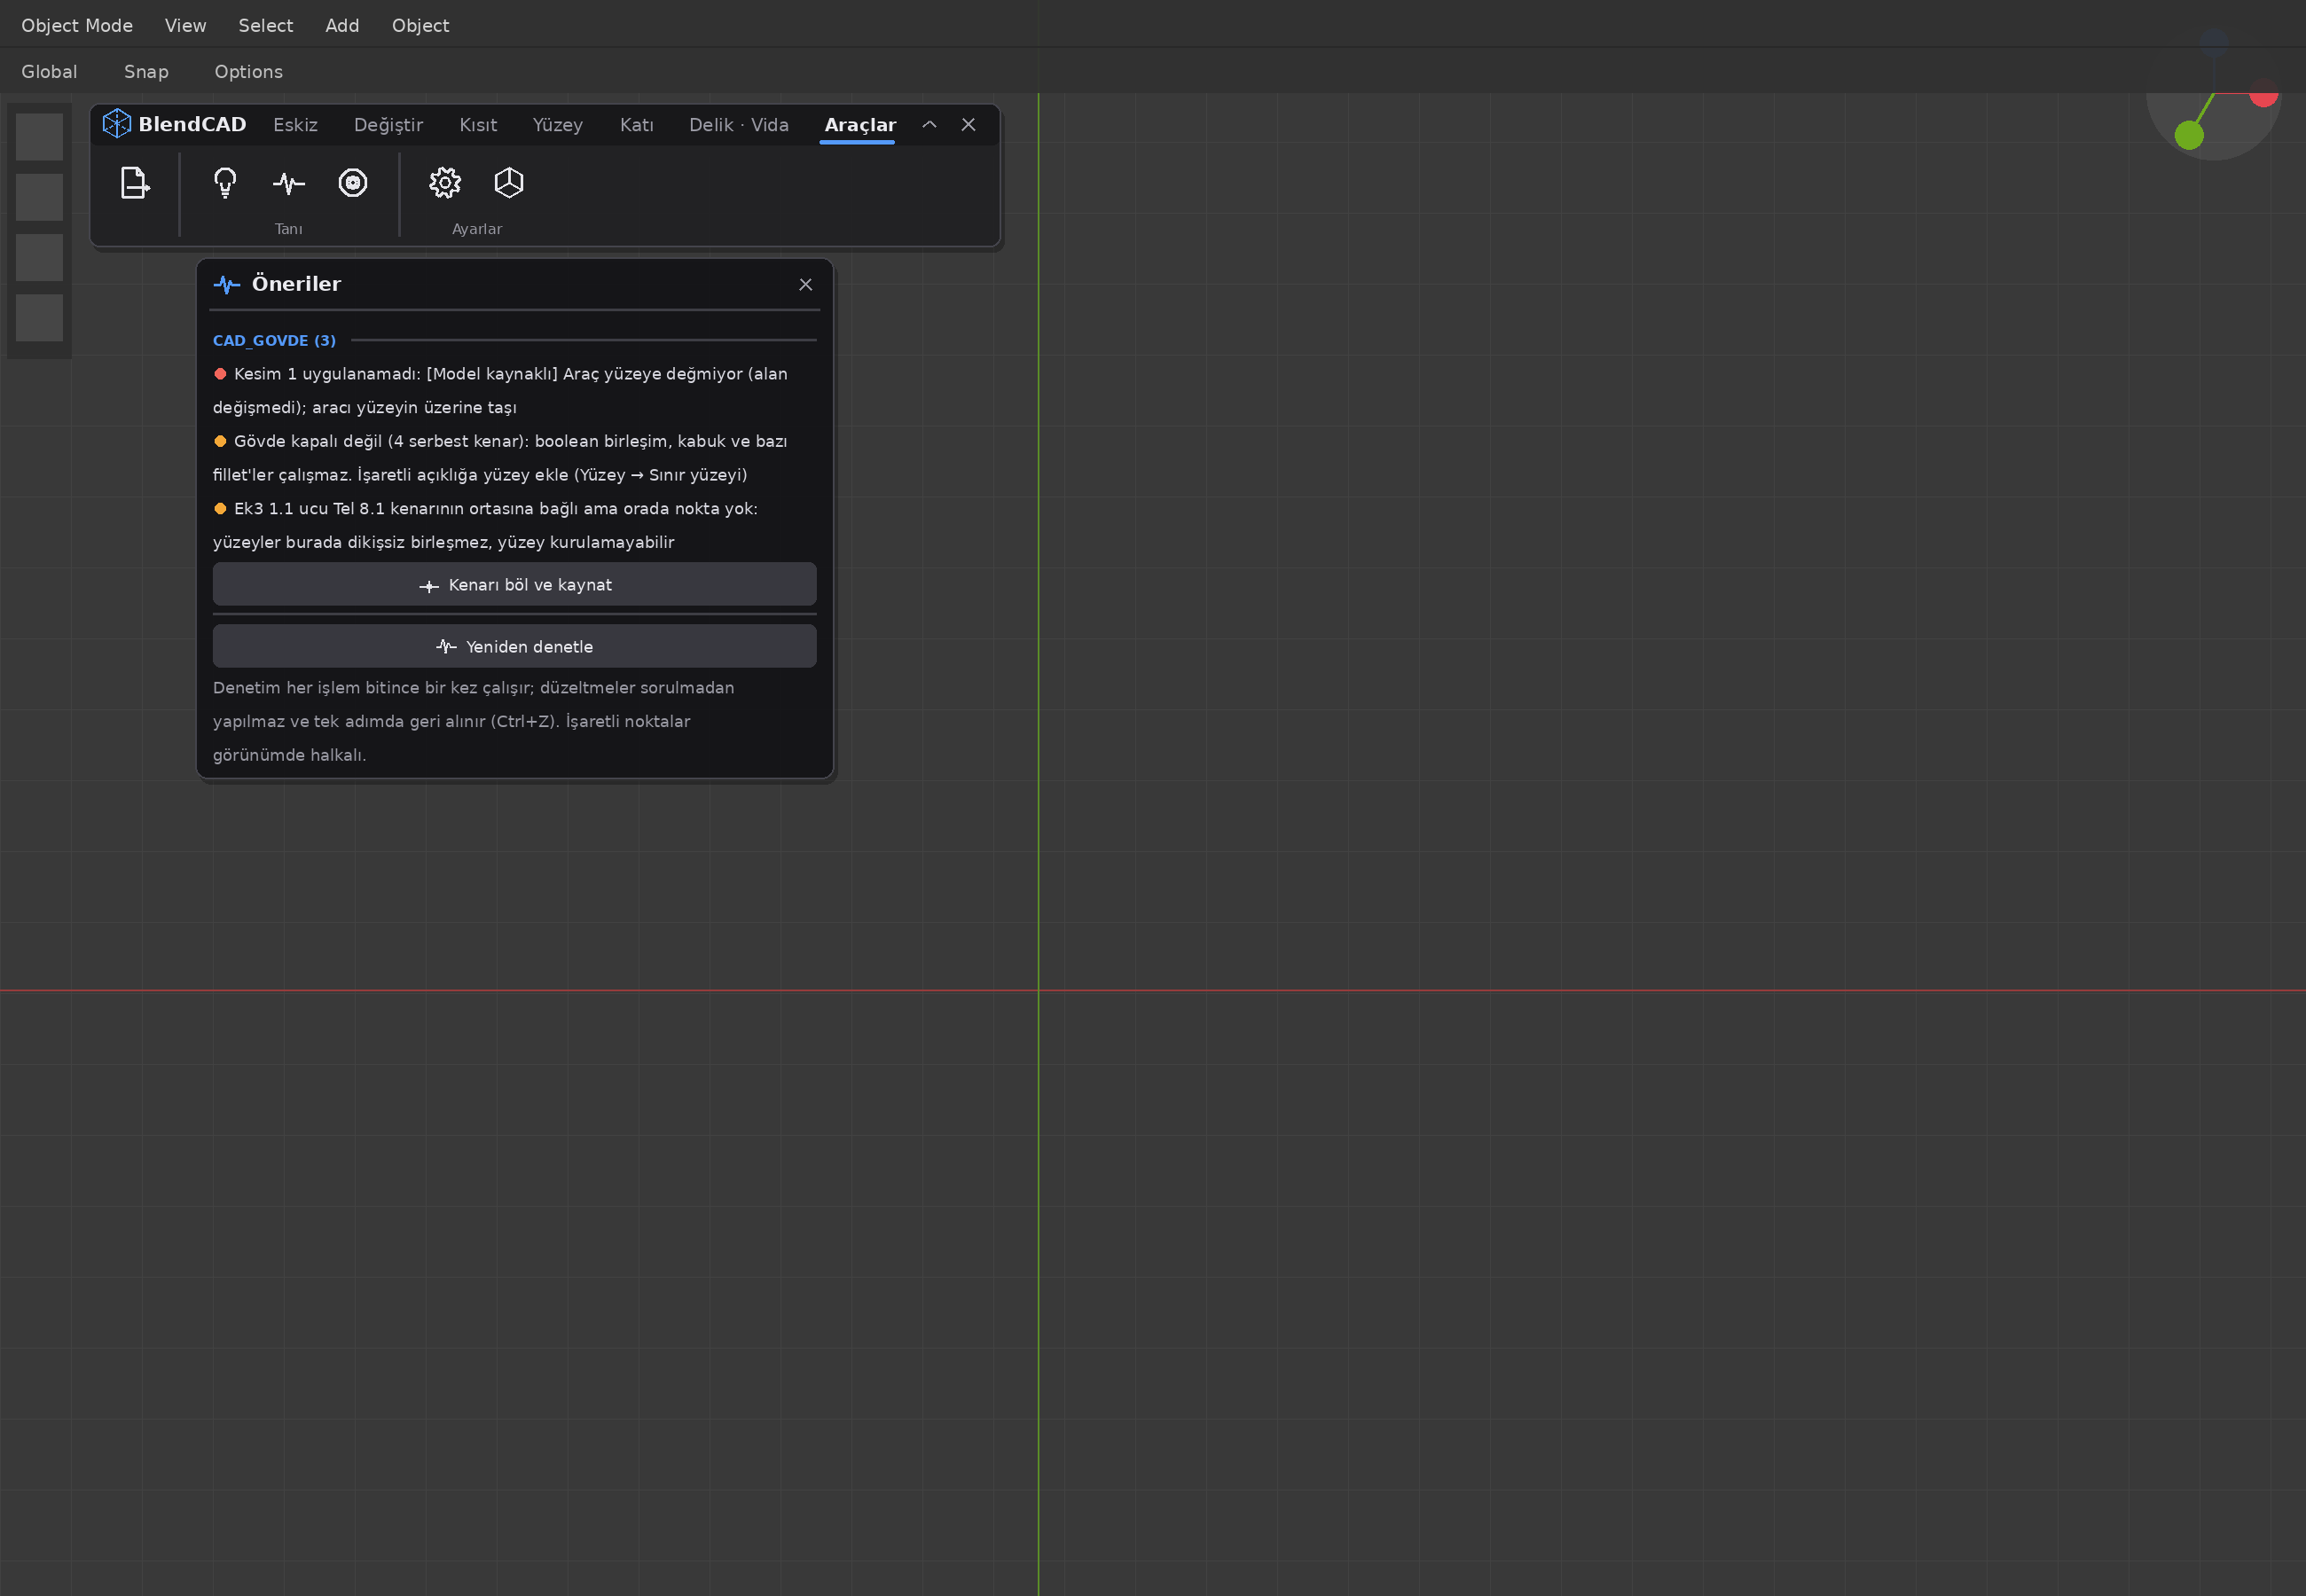 Object Mode View Select Add Object
Global Snap Options
BlendCAD Eskiz Değiştir Kısıt Yüzey Katı Delik · Vida Araçlar
Tanı Ayarlar
Öneriler
CAD_GOVDE (3)
Kesim 1 uygulanamadı: [Model kaynaklı] Araç yüzeye değmiyor (alan
değişmedi); aracı yüzeyin üzerine taşı
Gövde kapalı değil (4 serbest kenar): boolean birleşim, kabuk ve bazı
fillet'ler çalışmaz. İşaretli açıklığa yüzey ekle (Yüzey → Sınır yüzeyi)
Ek3 1.1 ucu Tel 8.1 kenarının ortasına bağlı ama orada nokta yok:
yüzeyler burada dikişsiz birleşmez, yüzey kurulamayabilir
Kenarı böl ve kaynat
Yeniden denetle
Denetim her işlem bitince bir kez çalışır; düzeltmeler sorulmadan
yapılmaz ve tek adımda geri alınır (Ctrl+Z). İşaretli noktalar
görünümde halkalı.